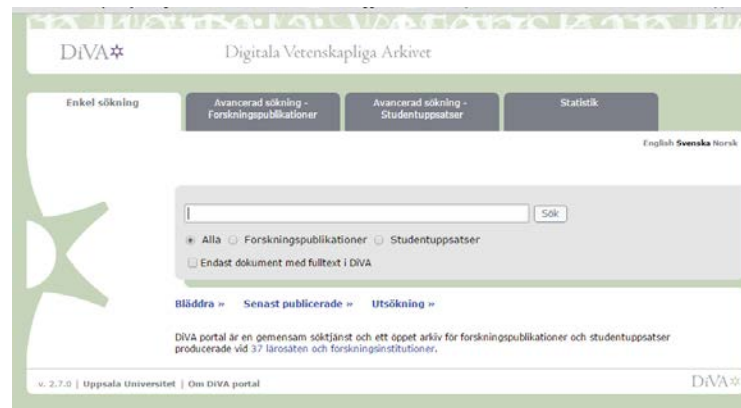 DiVA
Digitala Vetenskapliga Arkivet
Enkel sökning
Avancerad sökning -
Forskningspublikationer
Avancerad sökning -
Studentuppsatser
Statistik
English Svenska Norsk
Sök
Alla Forskningspublikationer Studentuppsatser
Endast dokument med fulltext i DiVA
Bläddra » Senast publicerade » Utsökning »
DiVA portal är en gemensam söktjänst och ett öppet arkiv för forskningspublikationer och studentuppsatser
producerade vid 37 lärosäten och forskningsinstitutioner.
v. 2.7.0 | Uppsala Universitet | Om DiVA portal
DiVA